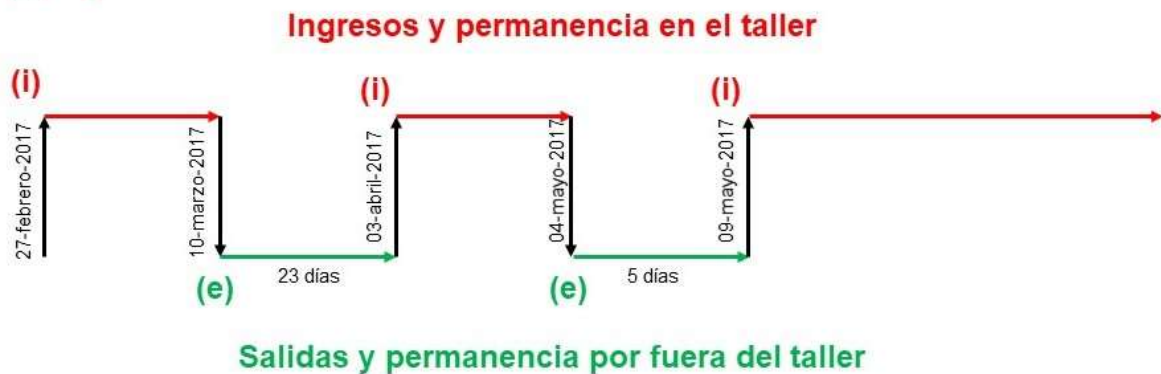 Ingresos y permanencia en el taller
(i)
(i)
(i)
27-febrero-2017
10-marzo-2017
03-abril-2017
04-mayo-2017
09-mayo-2017
23 días
5 días
(e)
(e)
Salidas y permanencia por fuera del taller